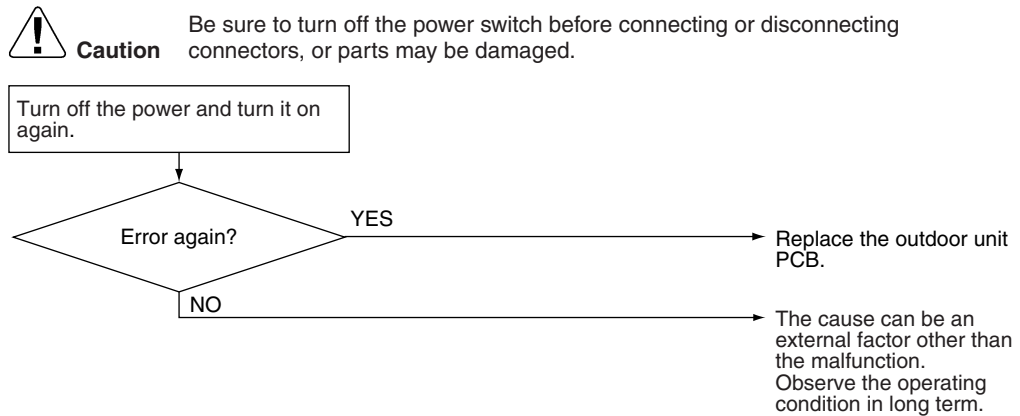 Be sure to turn off the power switch before connecting or disconnecting
Caution connectors, or parts may be damaged.
Turn off the power and turn it on
again.
Error again?
YES
Replace the outdoor unit
PCB.
NO
The cause can be an
external factor other than
the malfunction.
Observe the operating
condition in long term.